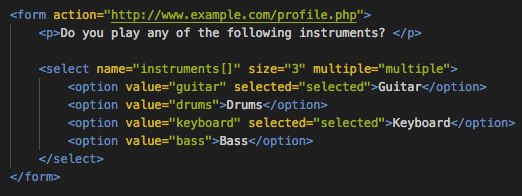 <form action="http://www.example.com/profile.php">
    <p>Do you play any of the following instruments? </p>

    <select name="instruments[]" size="3" multiple="multiple">
        <option value="guitar" selected="selected">Guitar</option>
        <option value="drums">Drums</option>
        <option value="keyboard" selected="selected">Keyboard</option>
        <option value="bass">Bass</option>
    </select>
</form>